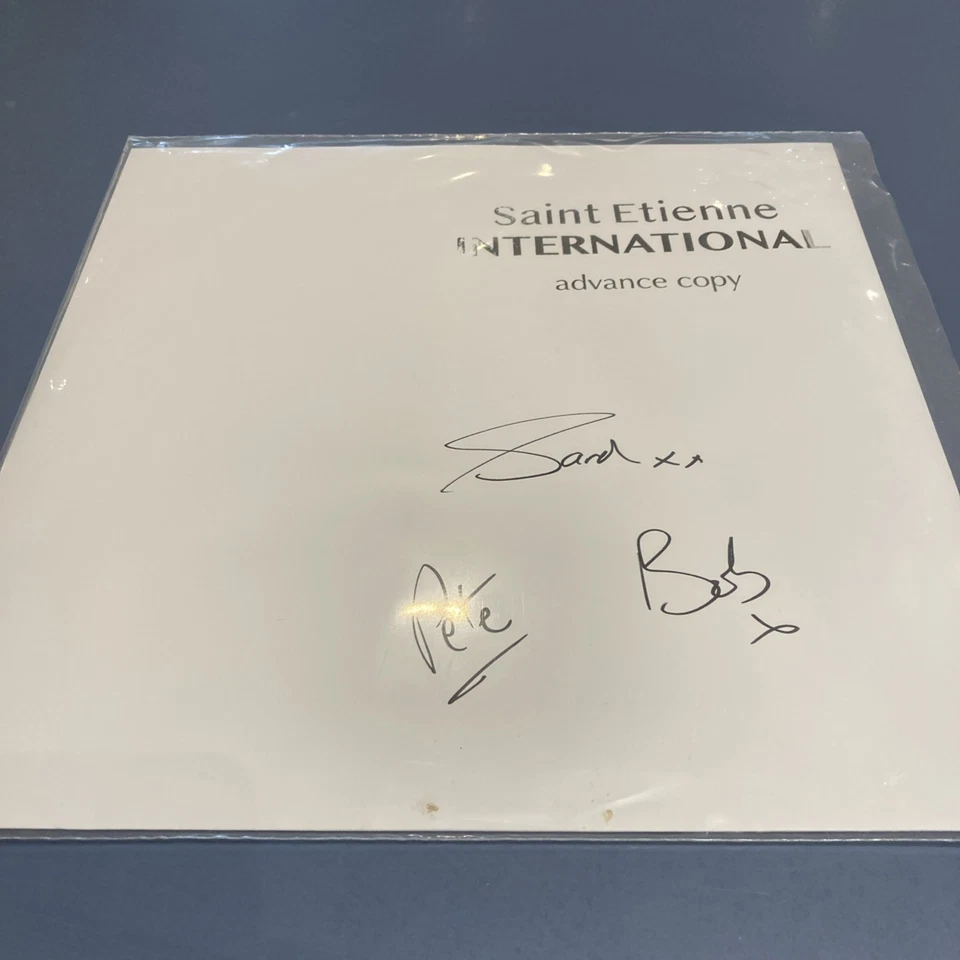 Saint Etienne
INTERNATIONAL
advance copy
Sarah xx
Bob
x
Pete